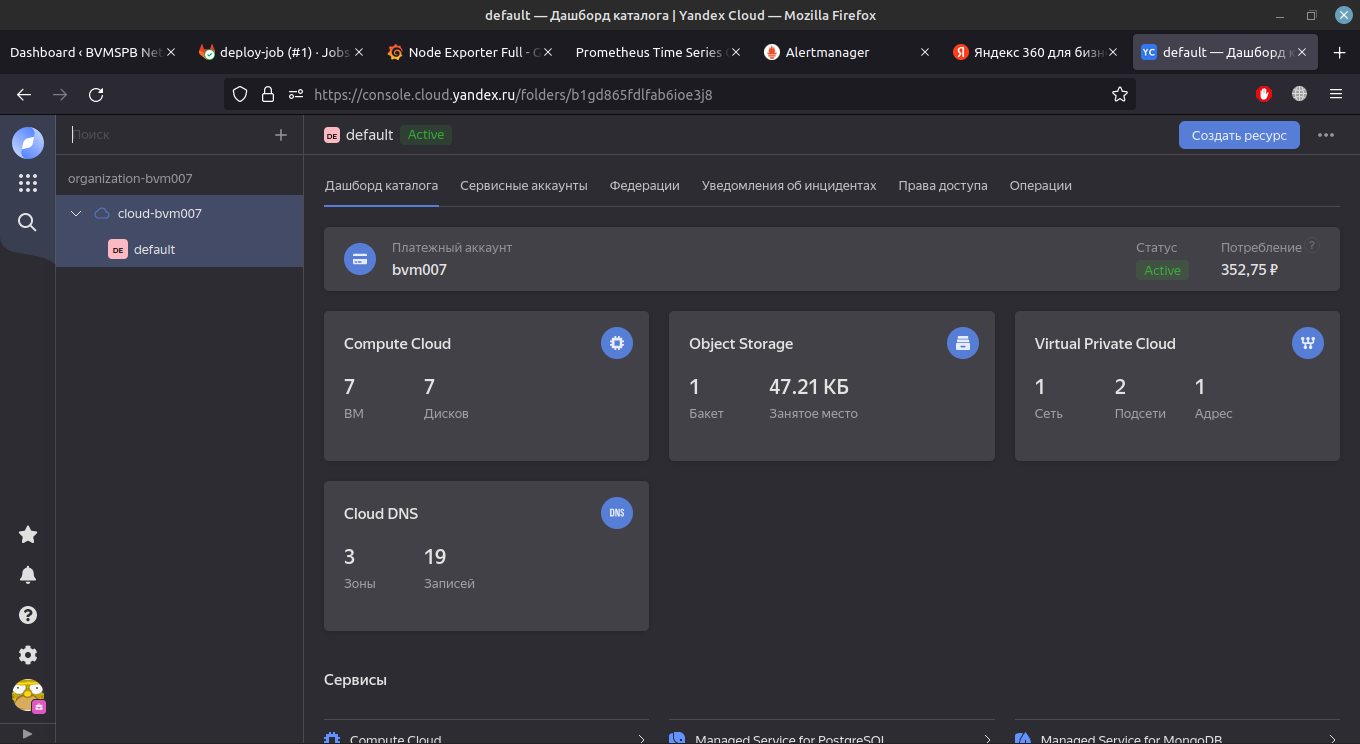 default — Дашборд каталога | Yandex Cloud — Mozilla Firefox
Dashboard ‹ BVMSPB Net
deploy-job (#1) · Jobs
Node Exporter Full - G
Prometheus Time Series
Alertmanager
Яндекс 360 для бизн
YC default — Дашборд к
https://console.cloud.yandex.ru/folders/b1gd865fdlfab6ioe3j8
Поиск
DE default Active
Создать ресурс
organization-bvm007
cloud-bvm007
DE default
Дашборд каталога Сервисные аккаунты Федерации Уведомления об инцидентах Права доступа Операции
Платежный аккаунт
bvm007
Статус
Active
Потребление ?
352,75 ₽
Compute Cloud
7 7
ВМ Дисков
Object Storage
1 47.21 КБ
Бакет Занятое место
Virtual Private Cloud
1 2 1
Сеть Подсети Адрес
Cloud DNS
DNS
3 19
Зоны Записей
Сервисы
Compute Cloud
Managed Service for PostgreSQL
Managed Service for MongoDB